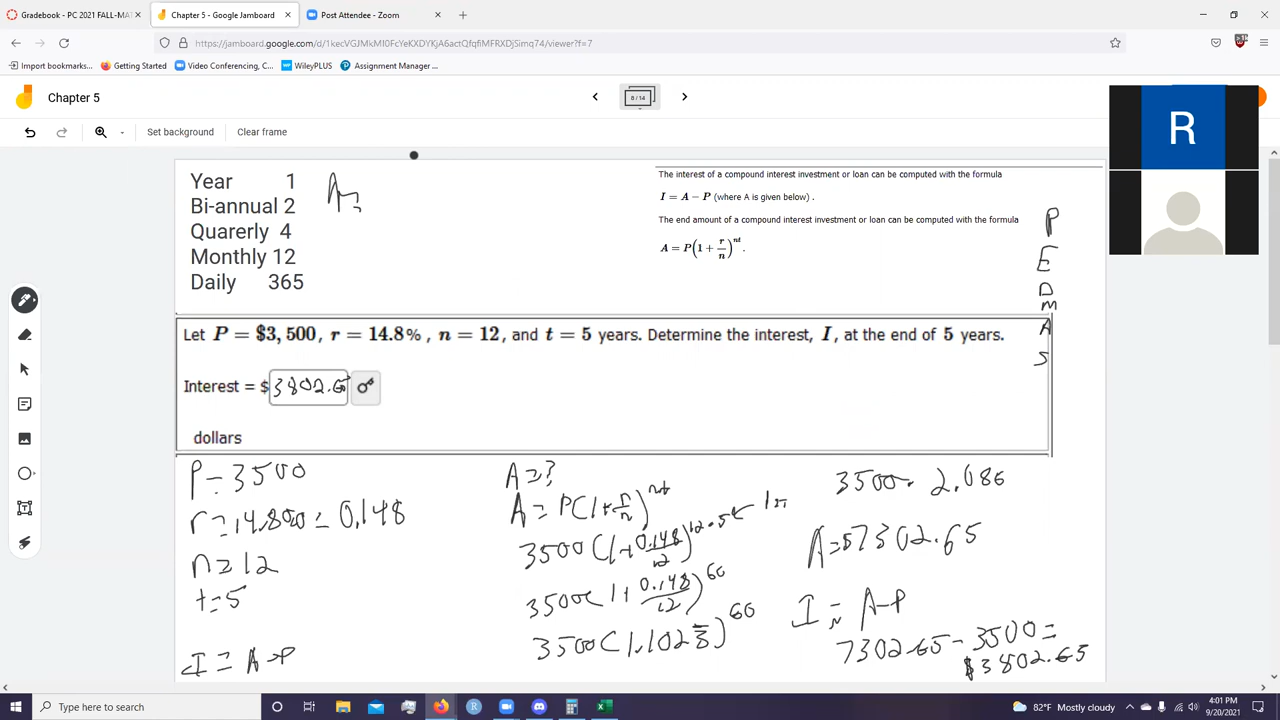 Gradebook - PC 2021 FALL-MAT
Chapter 5 - Google Jamboard
Post Attendee - Zoom
https://jamboard.google.com/d/1kecVGJMkMI0FcYeKXDYKjA6actQfqfiMFRXDjSimq74/viewer?f=7
Import bookmarks...
Getting Started
Video Conferencing, C...
WileyPLUS
Assignment Manager ...
Chapter 5
8 / 14
Set background
Clear frame
R
Year 1
Bi-annual 2
Quarerly 4
Monthly 12
Daily 365
The interest of a compound interest investment or loan can be computed with the formula
I = A − P (where A is given below) .
The end amount of a compound interest investment or loan can be computed with the formula
A = P(1 + r/n)^nt.
P
E
D
M
A
S
Let P = $3, 500, r = 14.8% , n = 12, and t = 5 years. Determine the interest, I, at the end of 5 years.
Interest = $ 3802.65
dollars
P = 3500
r = 14.8% = 0.148
n = 12
t = 5
I = A - P
A = ?
A = P(1+r/n)^nt
3500(1+0.148/12)^12·5
3500(1+0.148/12)^60
3500(1.1023̅)^60
3500 · 2.086
A = $7302.65
I = A-P
7302.65 - 3500 =
$3802.65
Type here to search
82°F Mostly cloudy
4:01 PM
9/20/2021